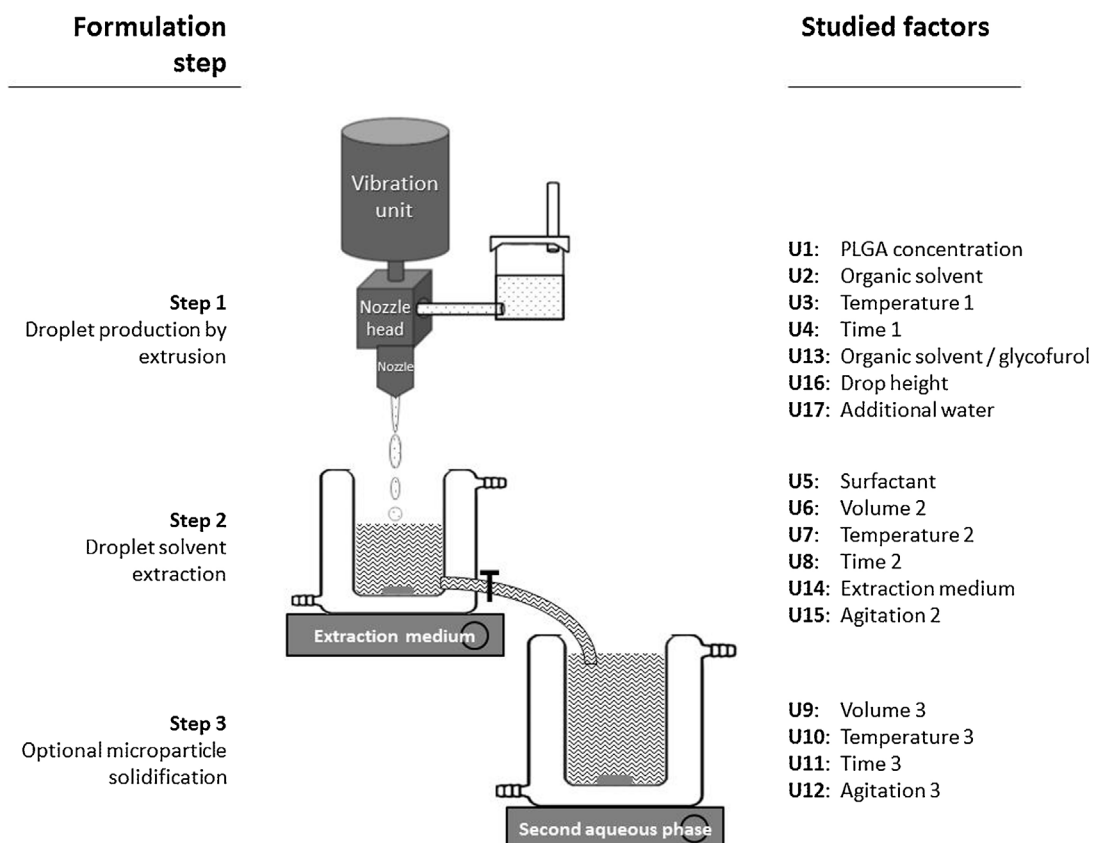 Formulation
step
Studied factors
Vibration
unit
Nozzle
head
Nozzle
Step 1
Droplet production by
extrusion
U1: PLGA concentration
U2: Organic solvent
U3: Temperature 1
U4: Time 1
U13: Organic solvent / glycofurol
U16: Drop height
U17: Additional water
Step 2
Droplet solvent
extraction
U5: Surfactant
U6: Volume 2
U7: Temperature 2
U8: Time 2
U14: Extraction medium
U15: Agitation 2
Extraction medium
Step 3
Optional microparticle
solidification
U9: Volume 3
U10: Temperature 3
U11: Time 3
U12: Agitation 3
Second aqueous phase